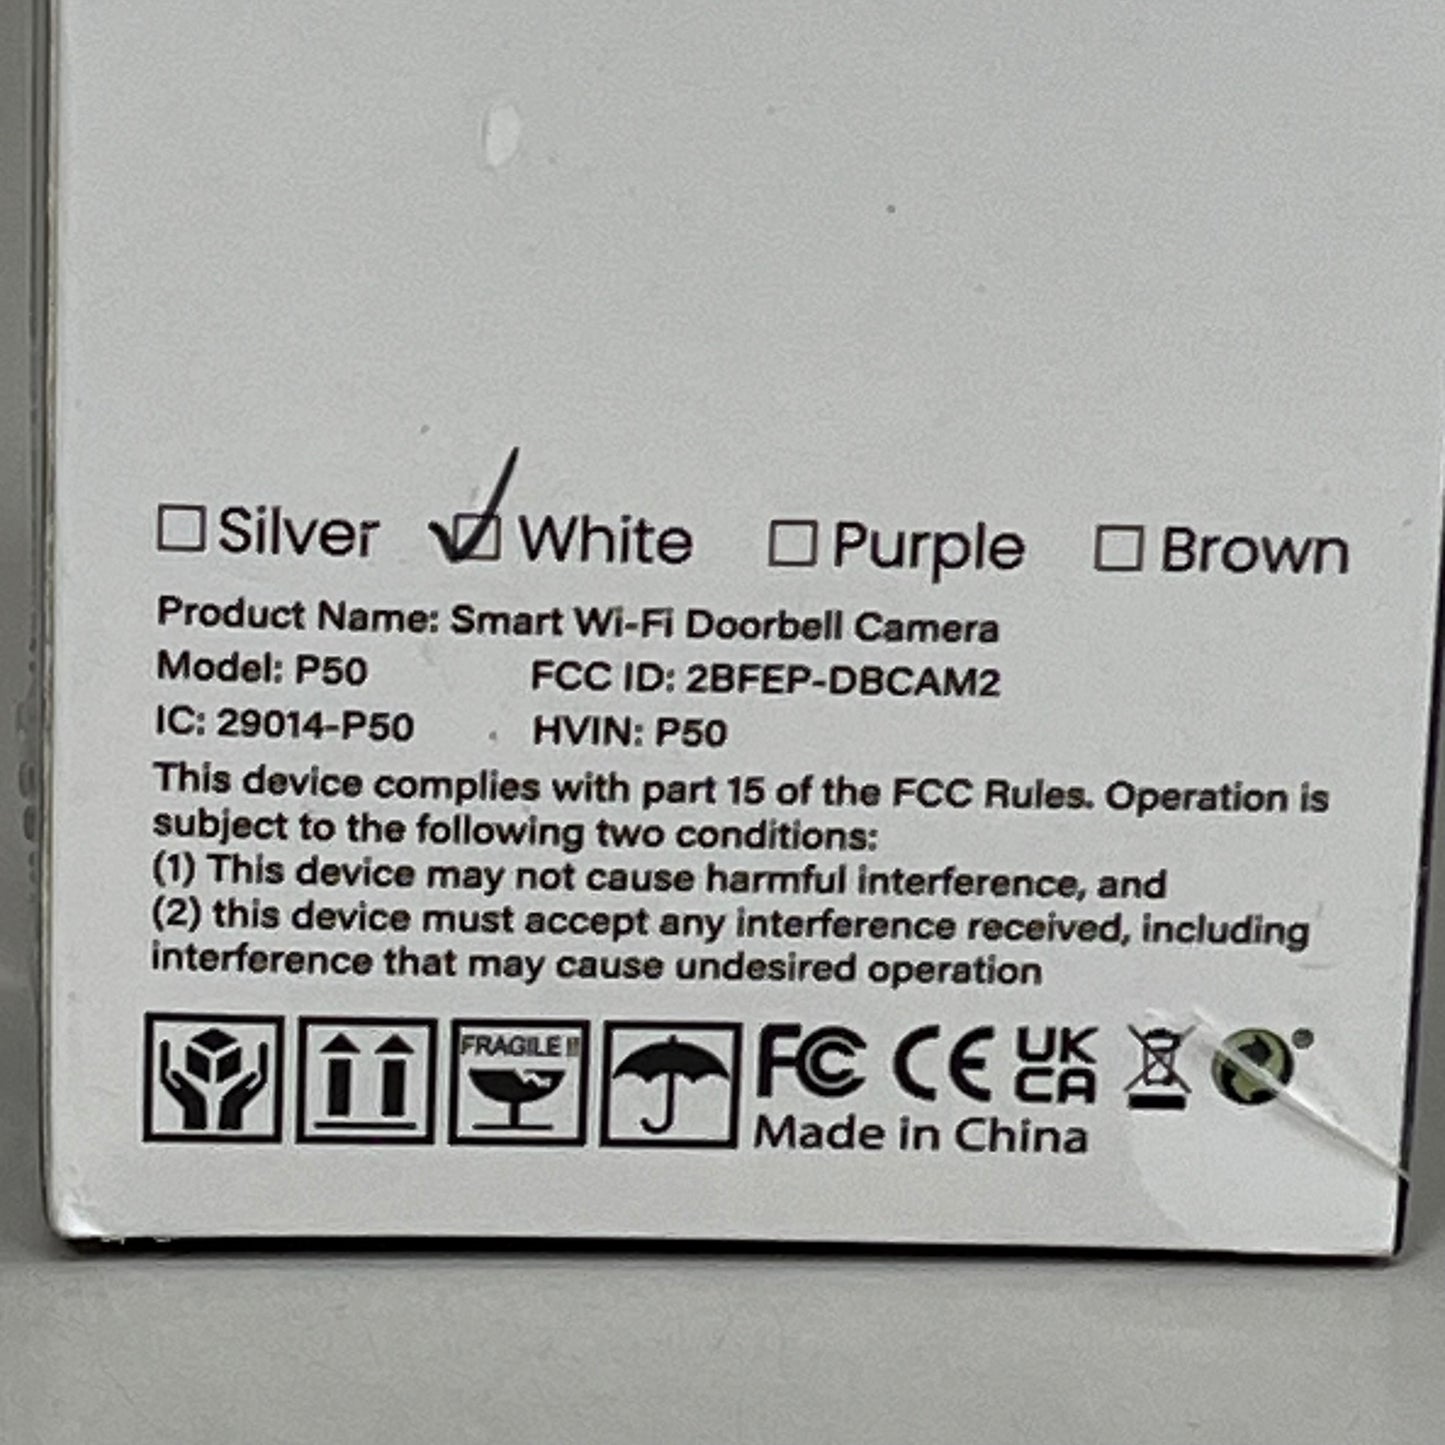 Silver White Purple Brown
Product Name: Smart Wi-Fi Doorbell Camera
Model: P50 FCC ID: 2BFEP-DBCAM2
IC: 29014-P50 HVIN: P50
This device complies with part 15 of the FCC Rules. Operation is
subject to the following two conditions:
(1) This device may not cause harmful interference, and
(2) this device must accept any interference received, including
interference that may cause undesired operation
FRAGILE!! FC CE UK
CA
Made in China